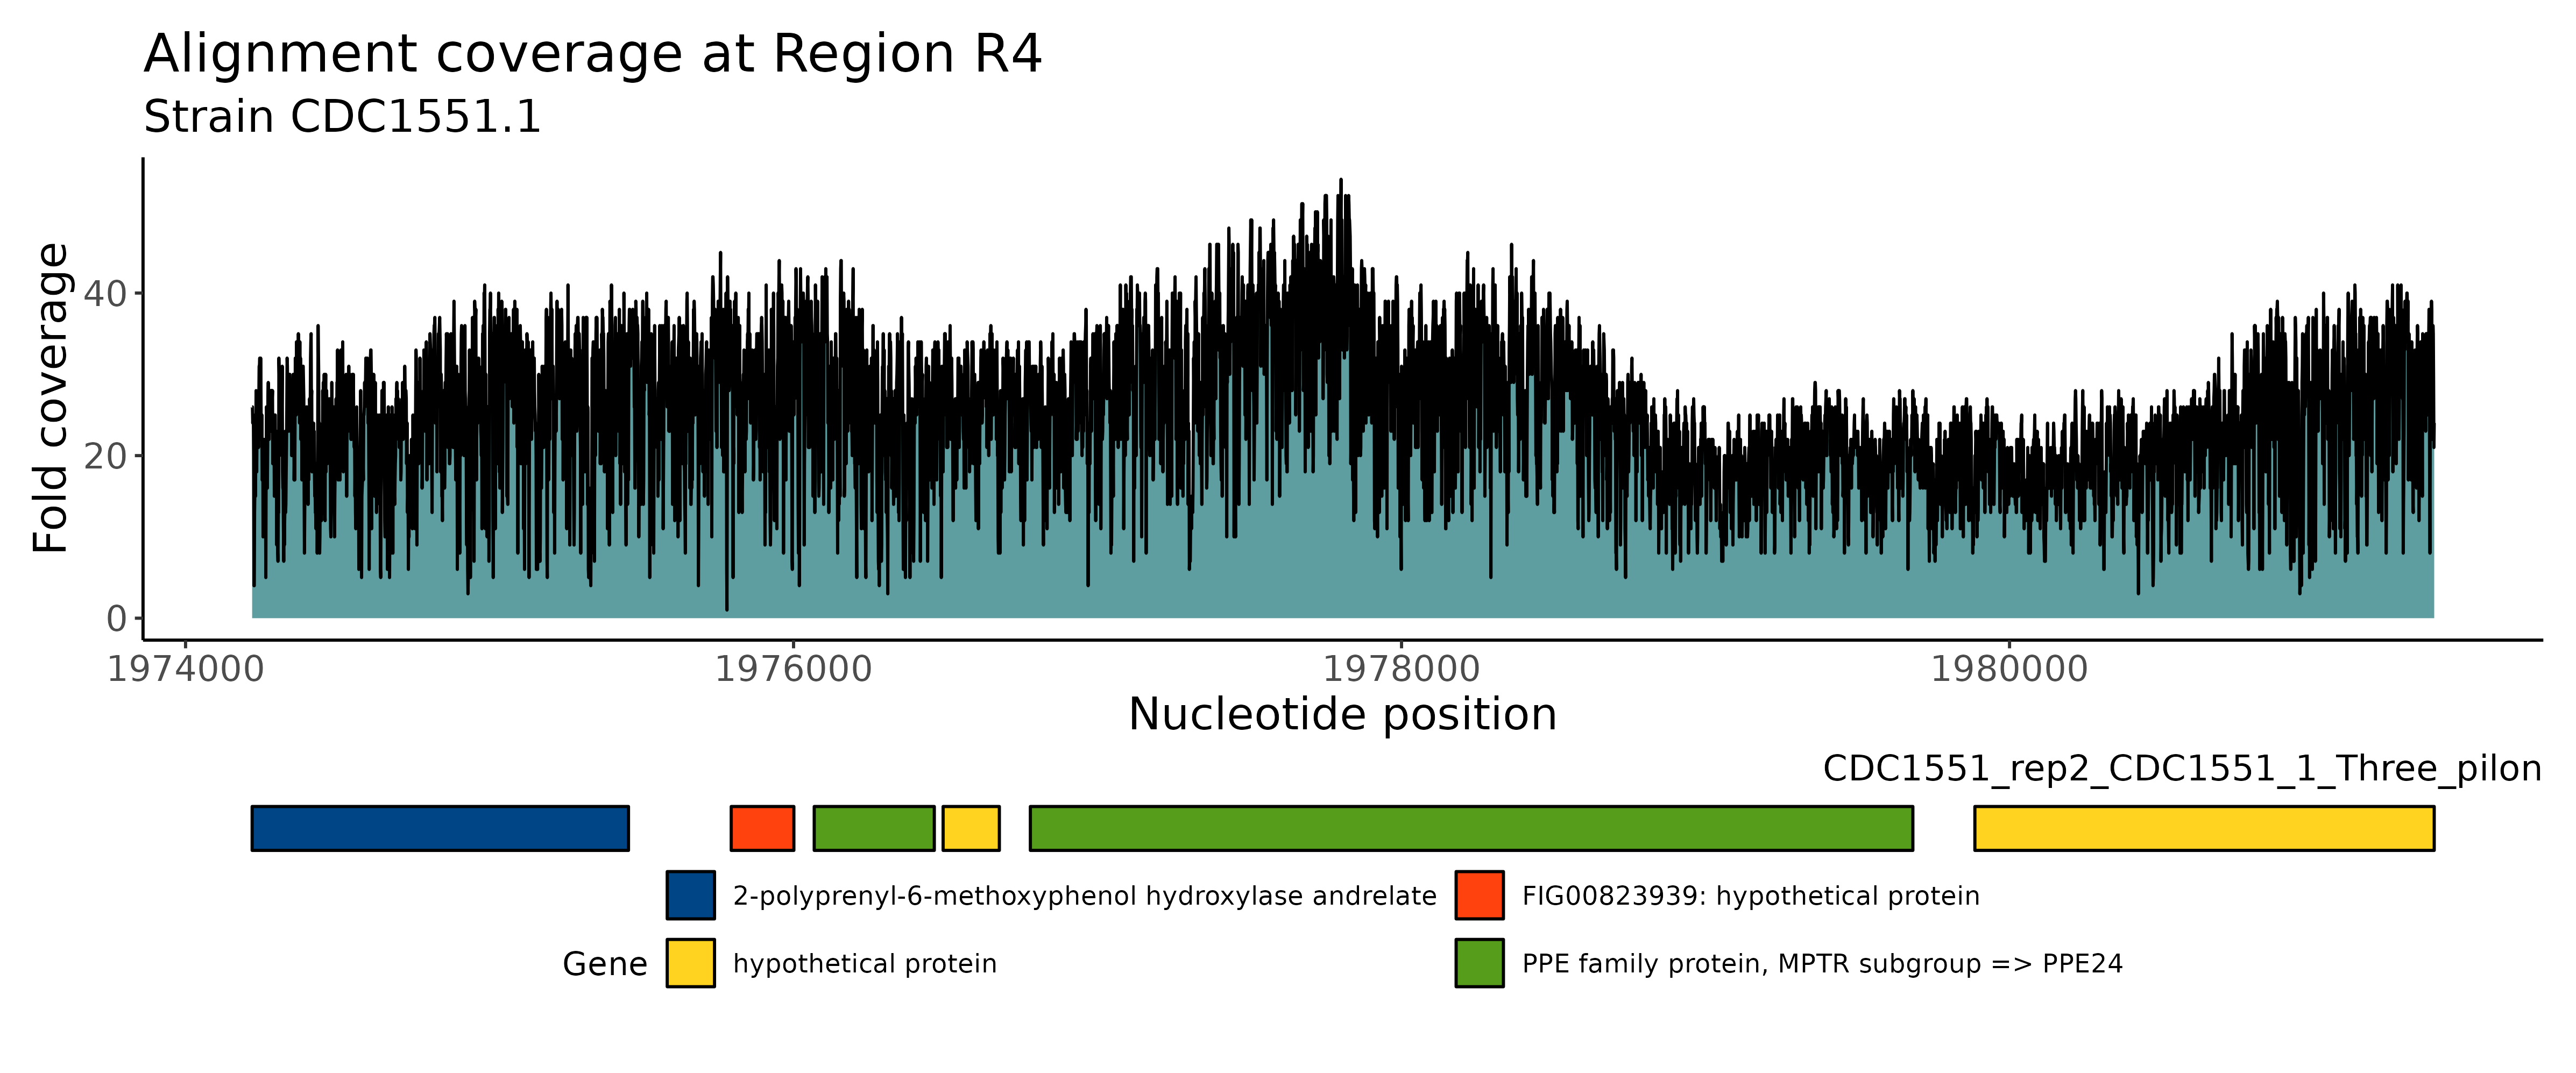 Alignment coverage at Region R4
Strain CDC1551.1
Fold coverage
40
20
0
1974000 1976000 1978000 1980000
Nucleotide position
CDC1551_rep2_CDC1551_1_Three_pilon
Gene
2-polyprenyl-6-methoxyphenol hydroxylase andrelate
FIG00823939: hypothetical protein
hypothetical protein
PPE family protein, MPTR subgroup => PPE24